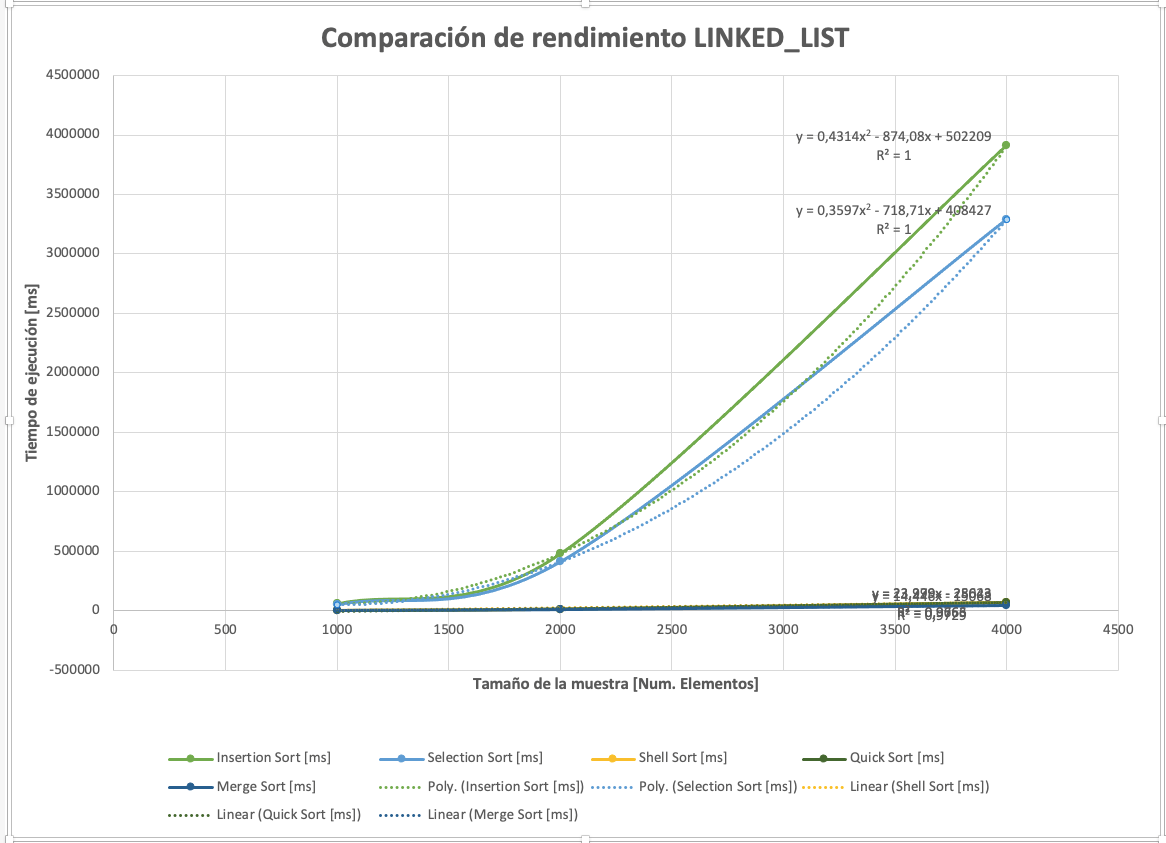 Comparación de rendimiento LINKED_LIST
4500000
4000000
3500000
3000000
2500000
2000000
1500000
1000000
500000
0
-500000
Tiempo de ejecución [ms]
y = 0,4314x² - 874,08x + 502209
R² = 1
y = 0,3597x² - 718,71x + 408427
R² = 1
R² = 0,9729
0 500 1000 1500 2000 2500 3000 3500 4000 4500
Tamaño de la muestra [Num. Elementos]
Insertion Sort [ms] Selection Sort [ms] Shell Sort [ms] Quick Sort [ms]
Merge Sort [ms] Poly. (Insertion Sort [ms]) Poly. (Selection Sort [ms]) Linear (Shell Sort [ms])
Linear (Quick Sort [ms]) Linear (Merge Sort [ms])